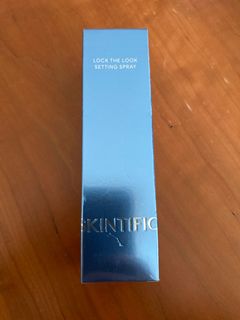 LOCK THE LOOK
SETTING SPRAY
SKINTIFIC